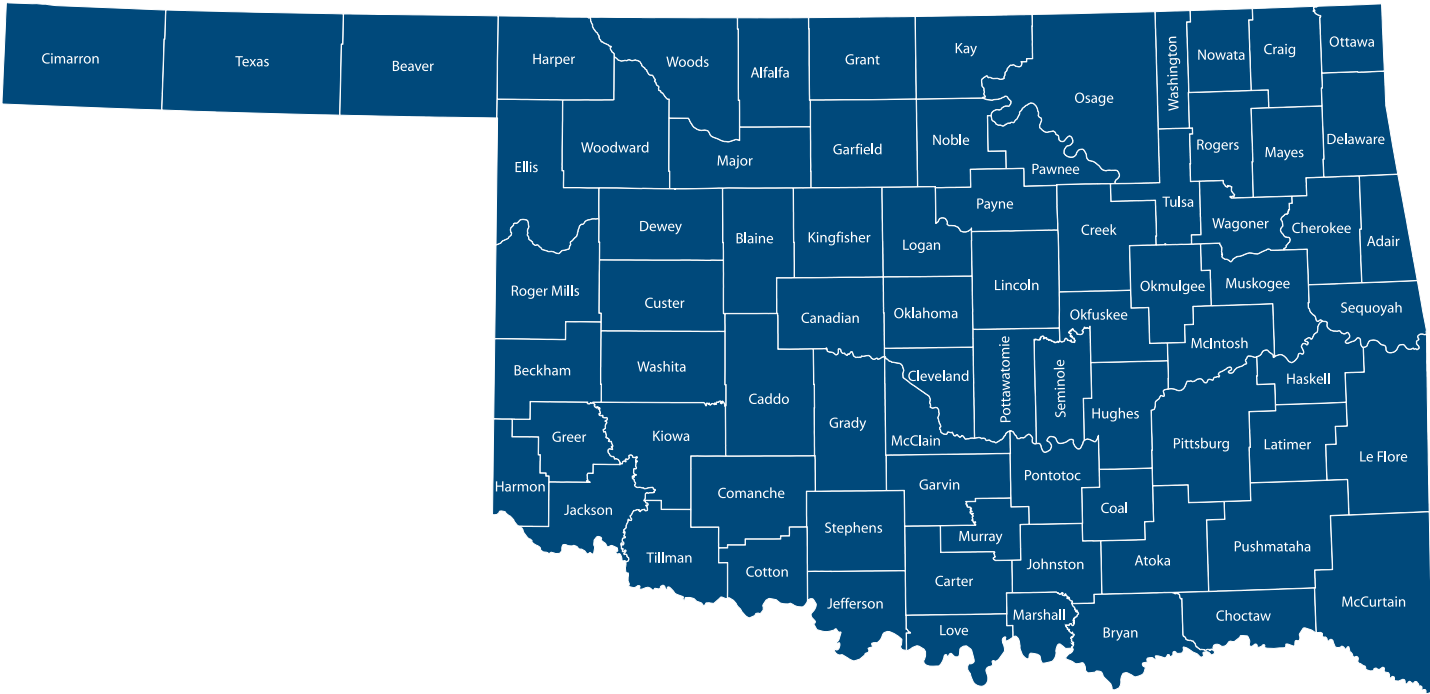 Cimarron
Texas
Beaver
Harper
Woods
Alfalfa
Grant
Kay
Osage
Washington
Nowata
Craig
Ottawa
Ellis
Woodward
Major
Garfield
Noble
Pawnee
Rogers
Mayes
Delaware
Dewey
Blaine
Kingfisher
Logan
Payne
Creek
Tulsa
Wagoner
Cherokee
Adair
Roger Mills
Custer
Canadian
Oklahoma
Lincoln
Okfuskee
Okmulgee
Muskogee
Sequoyah
Beckham
Washita
Caddo
Grady
Cleveland
Pottawatomie
Seminole
Hughes
McIntosh
Haskell
Greer
Kiowa
McClain
Pittsburg
Latimer
Le Flore
Harmon
Jackson
Comanche
Garvin
Pontotoc
Coal
Tillman
Cotton
Stephens
Murray
Johnston
Atoka
Pushmataha
Jefferson
Carter
Love
Marshall
Bryan
Choctaw
McCurtain